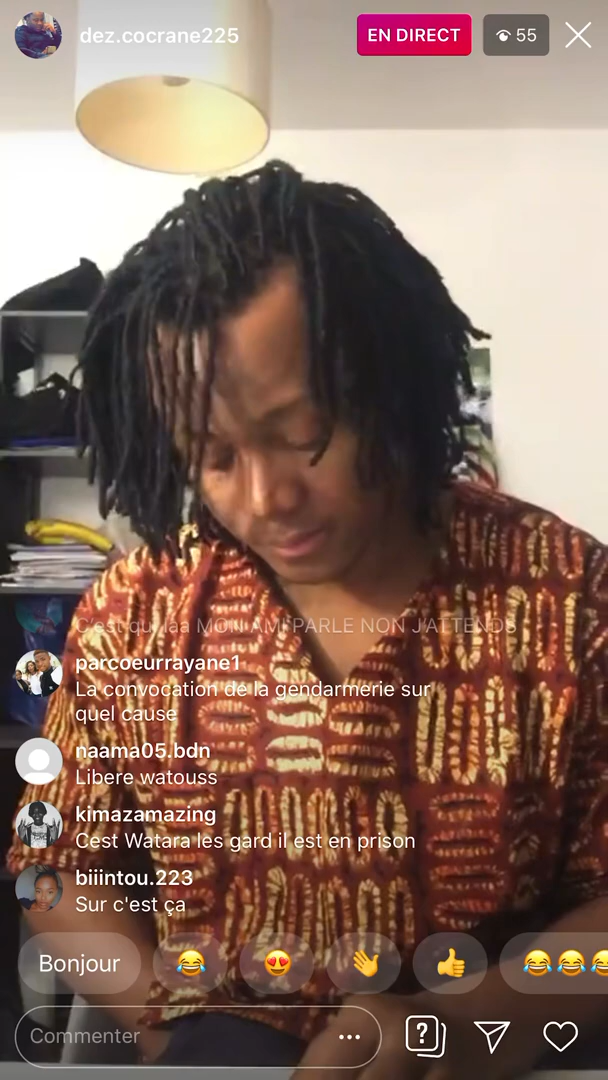 dez.cocrane225
EN DIRECT
55
C'est qui laa MON AMI PARLE NON J'ATTENDS
parcoeurrayane1
La convocation de la gendarmerie sur
quel cause
naama05.bdn
Libere watouss
kimazamazing
Cest Watara les gard il est en prison
biiintou.223
Sur c'est ça
Bonjour
Commenter